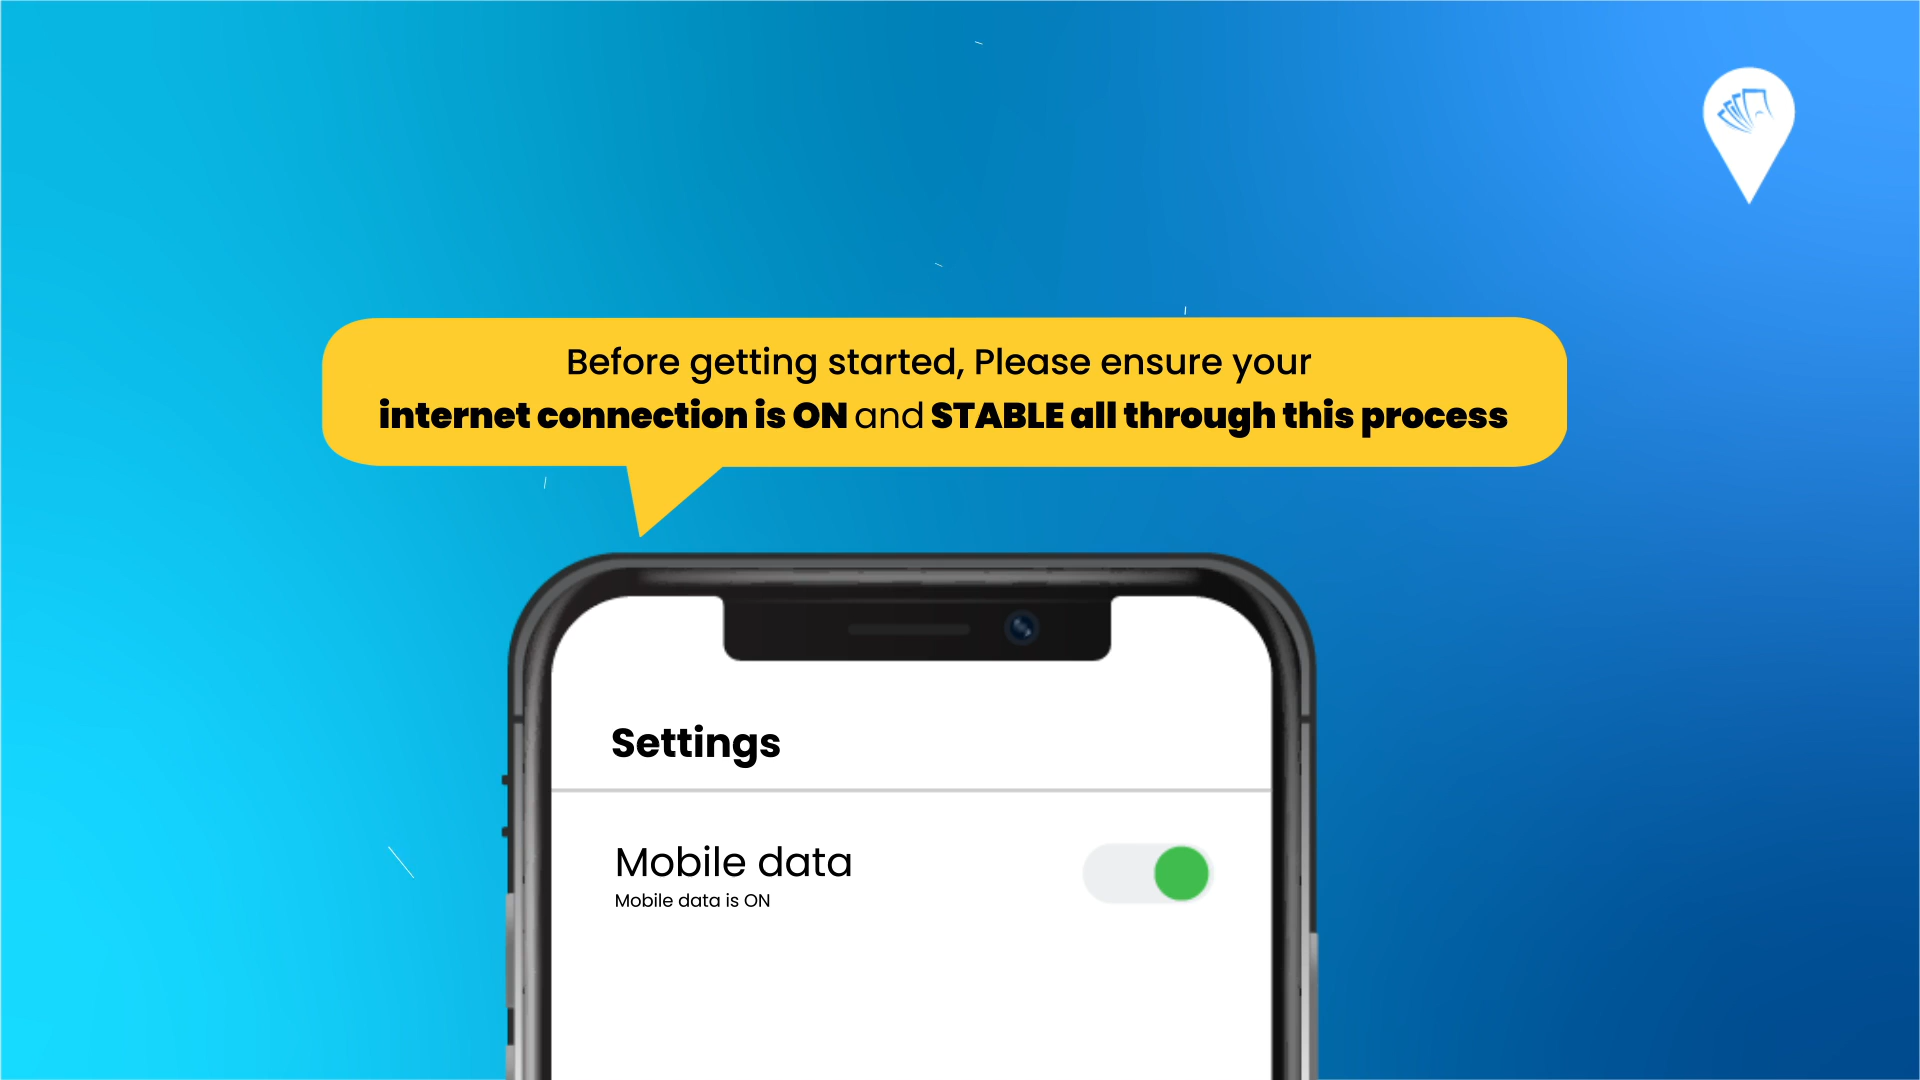 Before getting started, Please ensure your
internet connection is ON and STABLE all through this process
Settings
Mobile data
Mobile data is ON